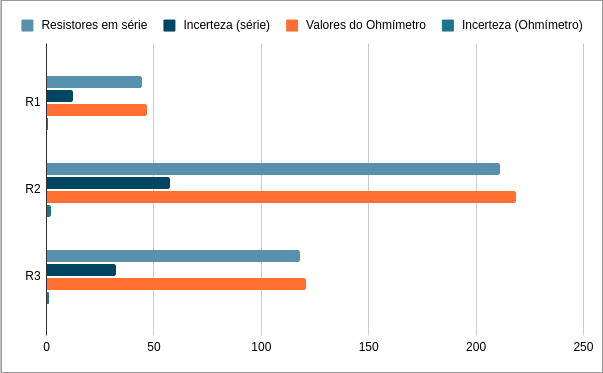 Resistores em série Incerteza (série) Valores do Ohmímetro Incerteza (Ohmímetro)
R1
R2
R3
0 50 100 150 200 250